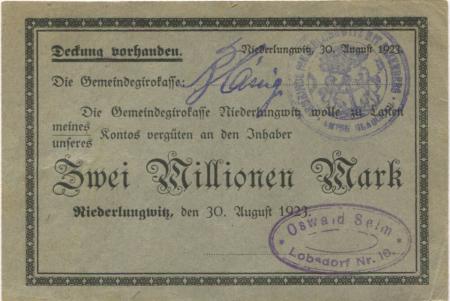 Deckung vorhanden.
Niederlungwitz, 30. August 1923.
Die Gemeindegirokasse:
Die Gemeindegirokasse Niederlungwitz wolle zu Lasten
meines
unseres Kontos vergüten an den Inhaber
Zwei Millionen Mark
Niederlungwitz, den 30. August 1923.
Oswald Seim
Lobsdorf Nr. 18.